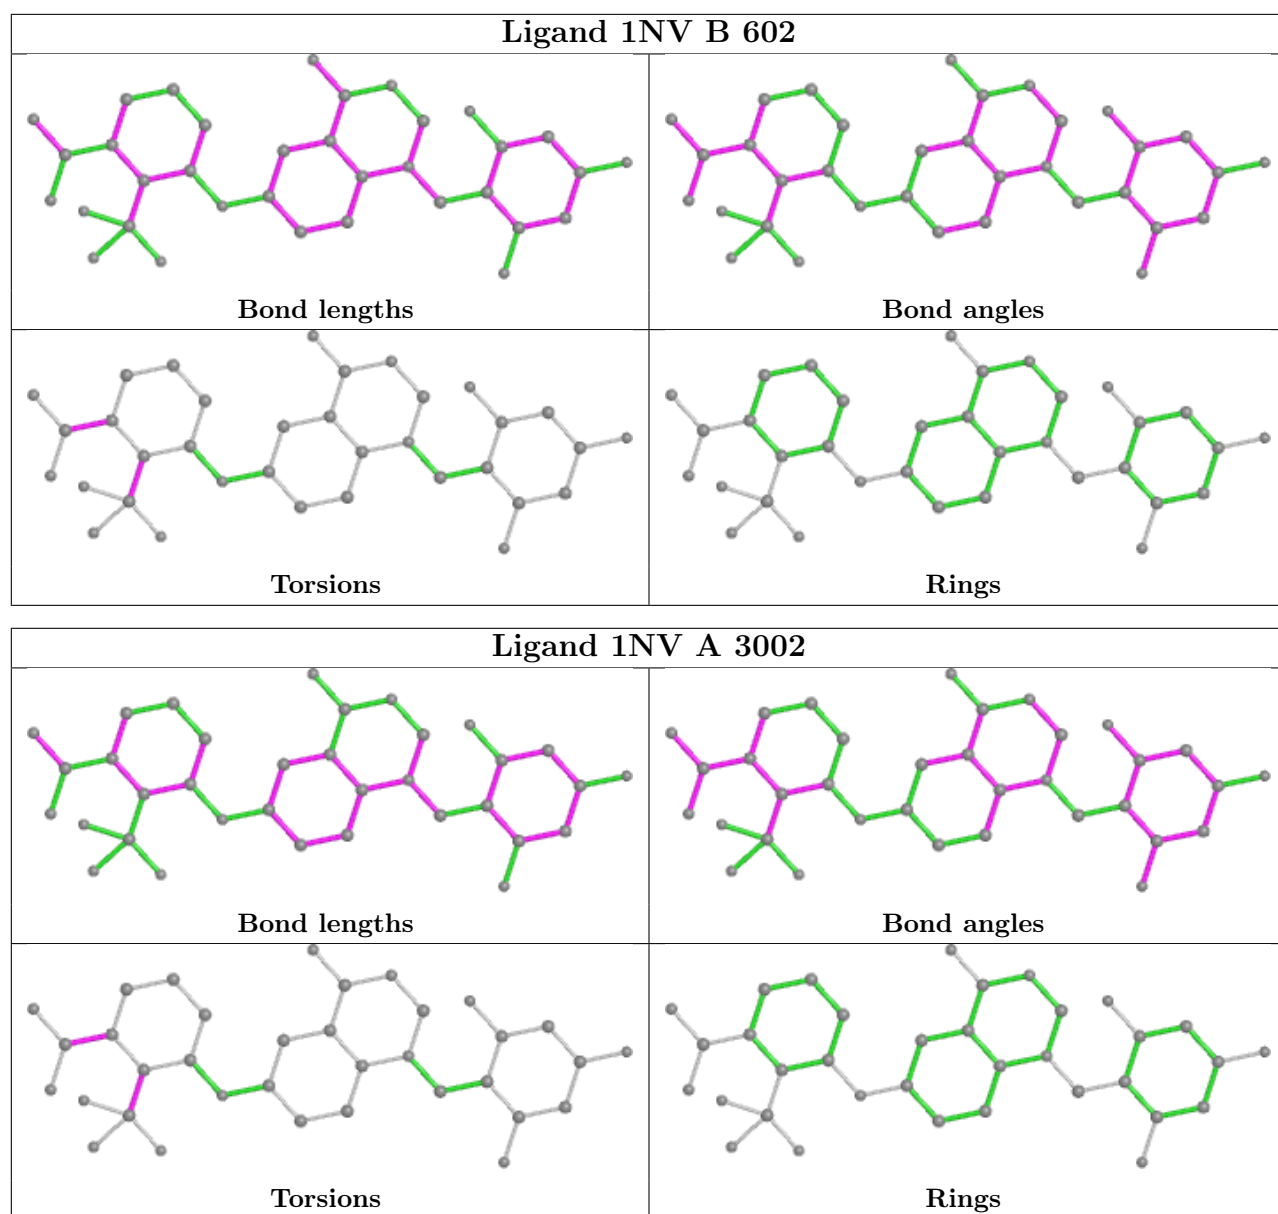 Ligand 1NV B 602
Bond lengths
Bond angles
Torsions
Rings
Ligand 1NV A 3002
Bond lengths
Bond angles
Torsions
Rings